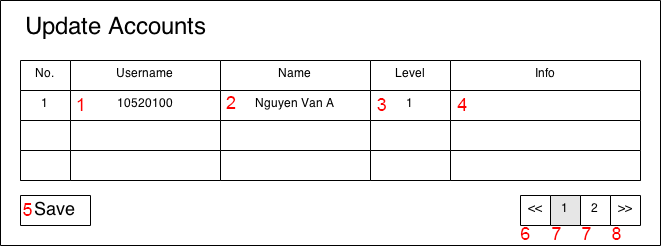 Update Accounts
No. Username Name Level Info
1 1 10520100 2 Nguyen Van A 3 1 4
5 Save << 1 2 >>
6 7 7 8